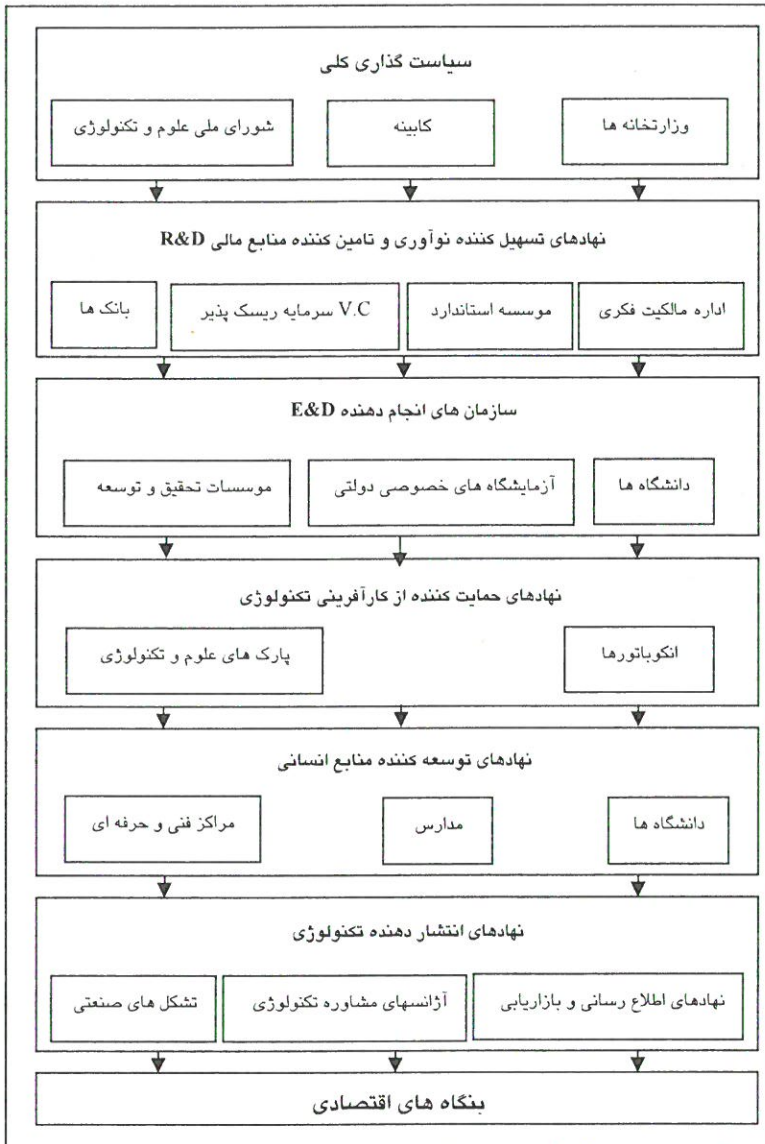 سیاست گذاری کلی
وزارتخانه ها
کابینه
شورای ملی علوم و تکنولوژی
نهادهای تسهیل کننده نوآوری و تامین کننده منابع مالی R&D
اداره مالکیت فکری
موسسه استاندارد
V.C سرمایه ریسک پذیر
بانک ها
سازمان های انجام دهنده E&D
دانشگاه ها
آزمایشگاه های خصوصی دولتی
موسسات تحقیق و توسعه
نهادهای حمایت کننده از کارآفرینی تکنولوژی
انکوباتورها
پارک های علوم و تکنولوژی
نهادهای توسعه کننده منابع انسانی
دانشگاه ها
مدارس
مراکز فنی و حرفه ای
نهادهای انتشار دهنده تکنولوژی
نهادهای اطلاع رسانی و بازاریابی
آژانسهای مشاوره تکنولوژی
تشکل های صنعتی
بنگاه های اقتصادی